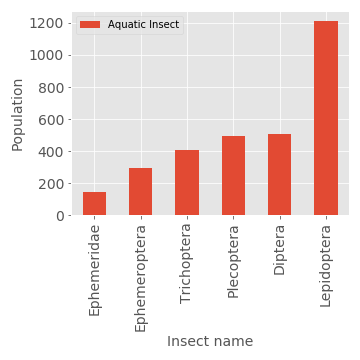 1200
1000
800
600
400
200
0
Population
Aquatic Insect
Ephemeridae
Ephemeroptera
Trichoptera
Plecoptera
Diptera
Lepidoptera
Insect name